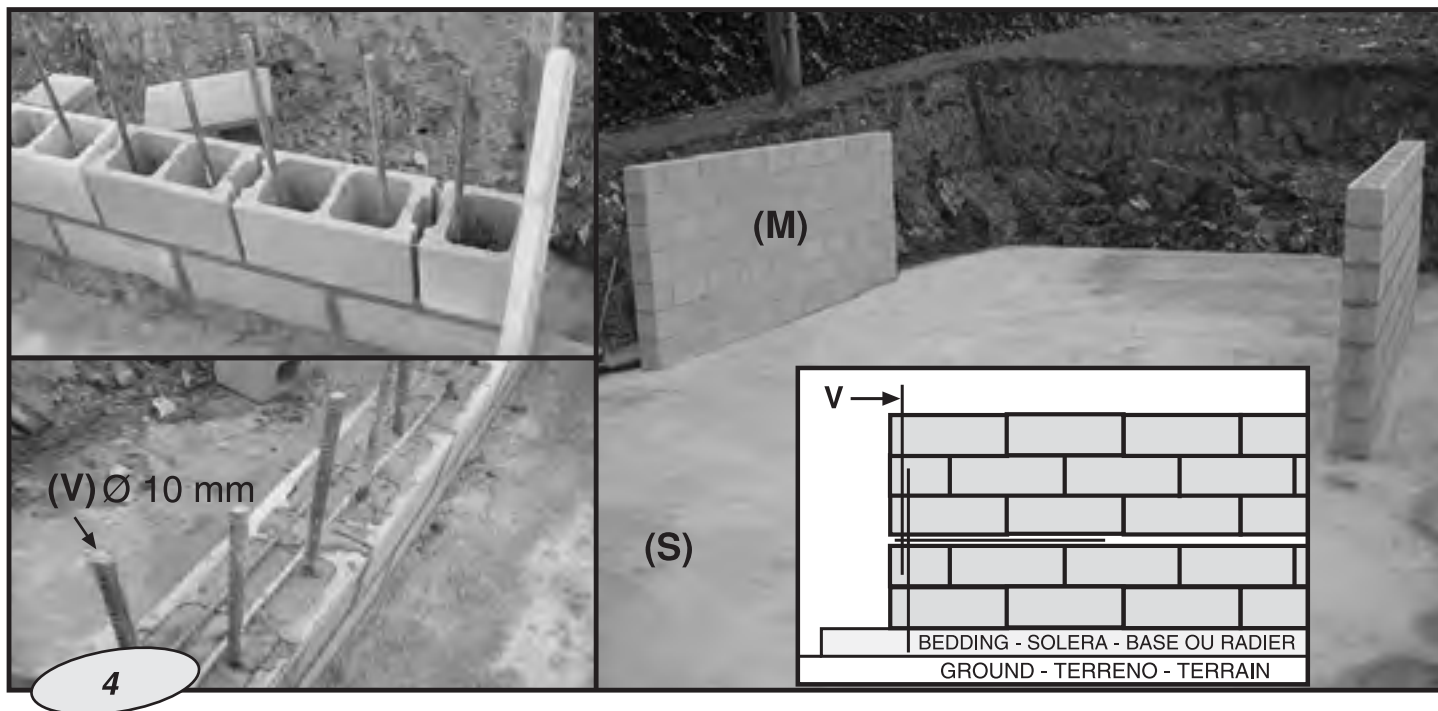 (M)
(V) Ø 10 mm
(S)
V
BEDDING - SOLERA - BASE OU RADIER
GROUND - TERRENO - TERRAIN
4